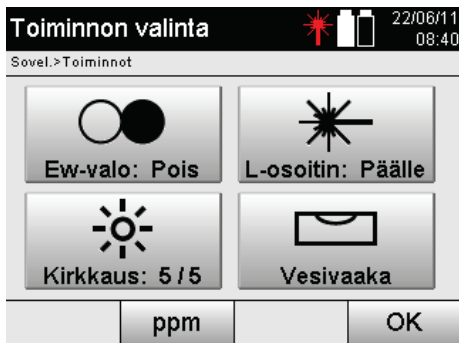 Toiminnon valinta
22/06/11
08:40
Sovel.>Toiminnot
Ew-valo: Pois
L-osoitin: Päälle
Kirkkaus: 5/5
Vesivaaka
ppm
OK